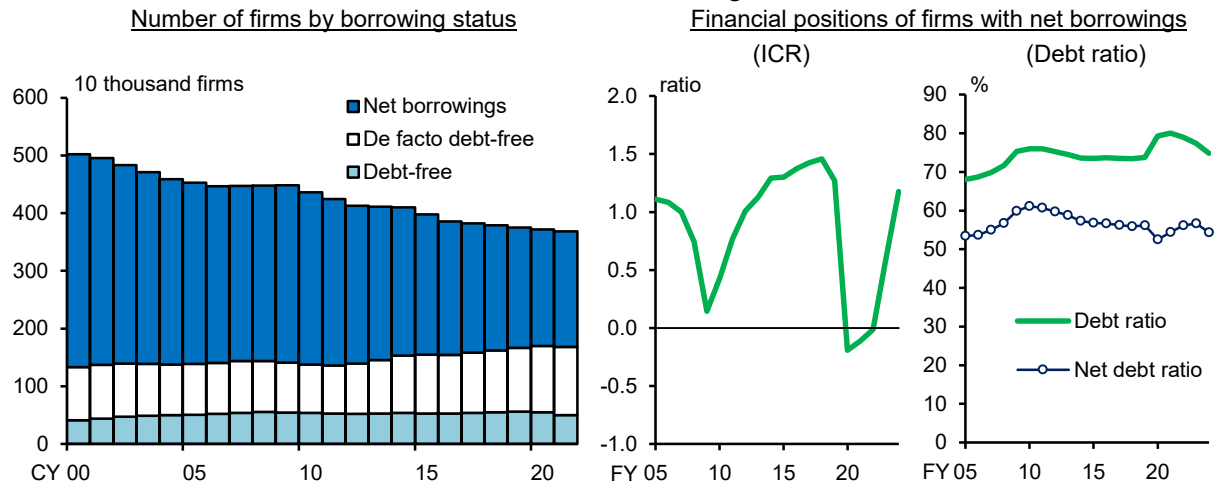 Number of firms by borrowing status
Financial positions of firms with net borrowings
(ICR)
(Debt ratio)
10 thousand firms
600
500
400
300
200
100
0
Net borrowings
De facto debt-free
Debt-free
CY 00 05 10 15 20
ratio
2.0
1.5
1.0
0.5
0.0
-0.5
-1.0
FY 05 10 15 20
%
90
80
70
60
50
40
30
20
10
0
Debt ratio
Net debt ratio
FY 05 10 15 20